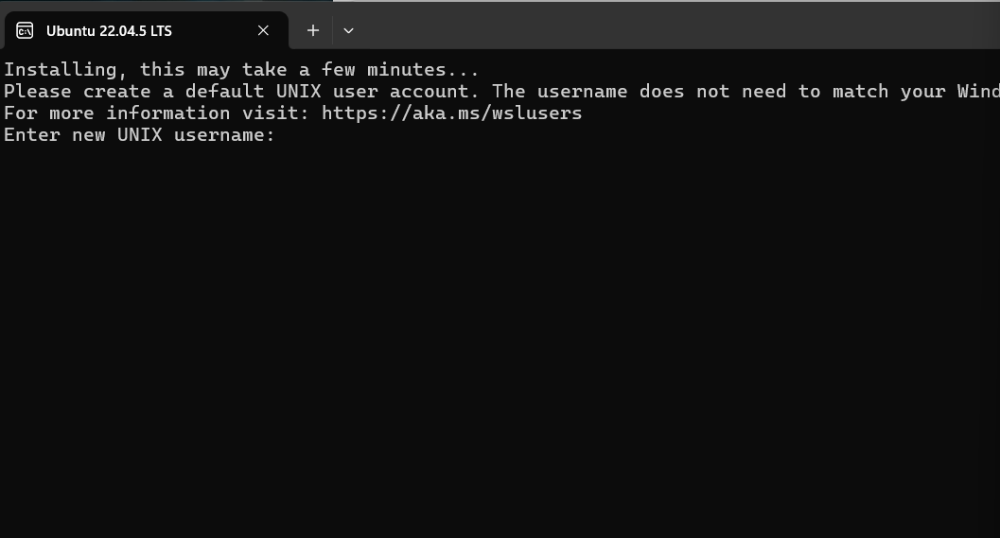 Ubuntu 22.04.5 LTS
Installing, this may take a few minutes...
Please create a default UNIX user account. The username does not need to match your Wind
For more information visit: https://aka.ms/wslusers
Enter new UNIX username: